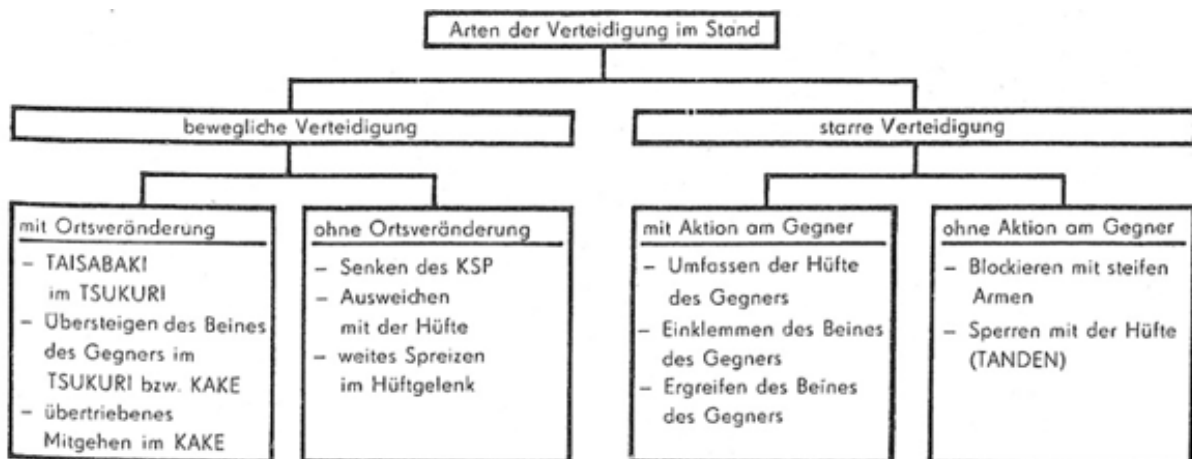 Arten der Verteidigung im Stand
bewegliche Verteidigung
starre Verteidigung
mit Ortsveränderung
– TAISABAKI
im TSUKURI
– Übersteigen des Beines
des Gegners im
TSUKURI bzw. KAKE
– übertriebenes
Mitgehen im KAKE
ohne Ortsveränderung
– Senken des KSP
– Ausweichen
mit der Hüfte
– weites Spreizen
im Hüftgelenk
mit Aktion am Gegner
– Umfassen der Hüfte
des Gegners
– Einklemmen des Beines
des Gegners
– Ergreifen des Beines
des Gegners
ohne Aktion am Gegner
– Blockieren mit steifen
Armen
– Sperren mit der Hüfte
(TANDEN)